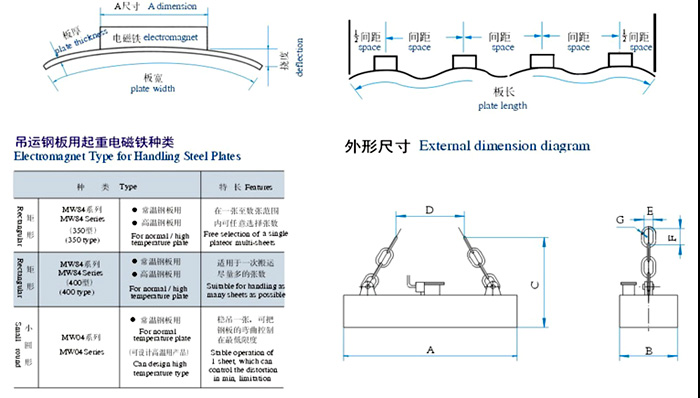 A尺寸 A dimension
板厚
plate thickness
电磁铁 electromagnet
挠度
deflection
板宽
plate width
1/2 间距
space
间距
space
间距
space
间距
space
1/2 间距
space
板长
plate length
吊运钢板用起重电磁铁种类
Electromagnet Type for Handling Steel Plates
种 类 Type
特 长 Features
Rectangular
矩形
MW84系列
MW84 Series
(350型)
(350 type)
● 常温钢板用
● 高温钢板用
For normal / high
temperature plate
在一张至数张范围
内可任意选择张数
Free selection of a single
plateor multi-sheets
Rectangular
矩形
MW84系列
MW84 Series
(400型)
(400 type)
● 常温钢板用
● 高温钢板用
For normal / high
temperature plate
适用于一次搬运
尽量多的张数
Suitable for handling as
many sheets as possible
Small round
小圆形
MW04系列
MW04 Series
● 常温钢板用
For normal
temperature plate
(可设计高温用产品)
Can design high
temperature type
稳吊一张，可把
钢板的弯曲控制
在最低限度
Stable operation of
1 sheet, which can
control the distortion
in min, limitation
外形尺寸 External dimension diagram
D
C
A
G
E
F
B